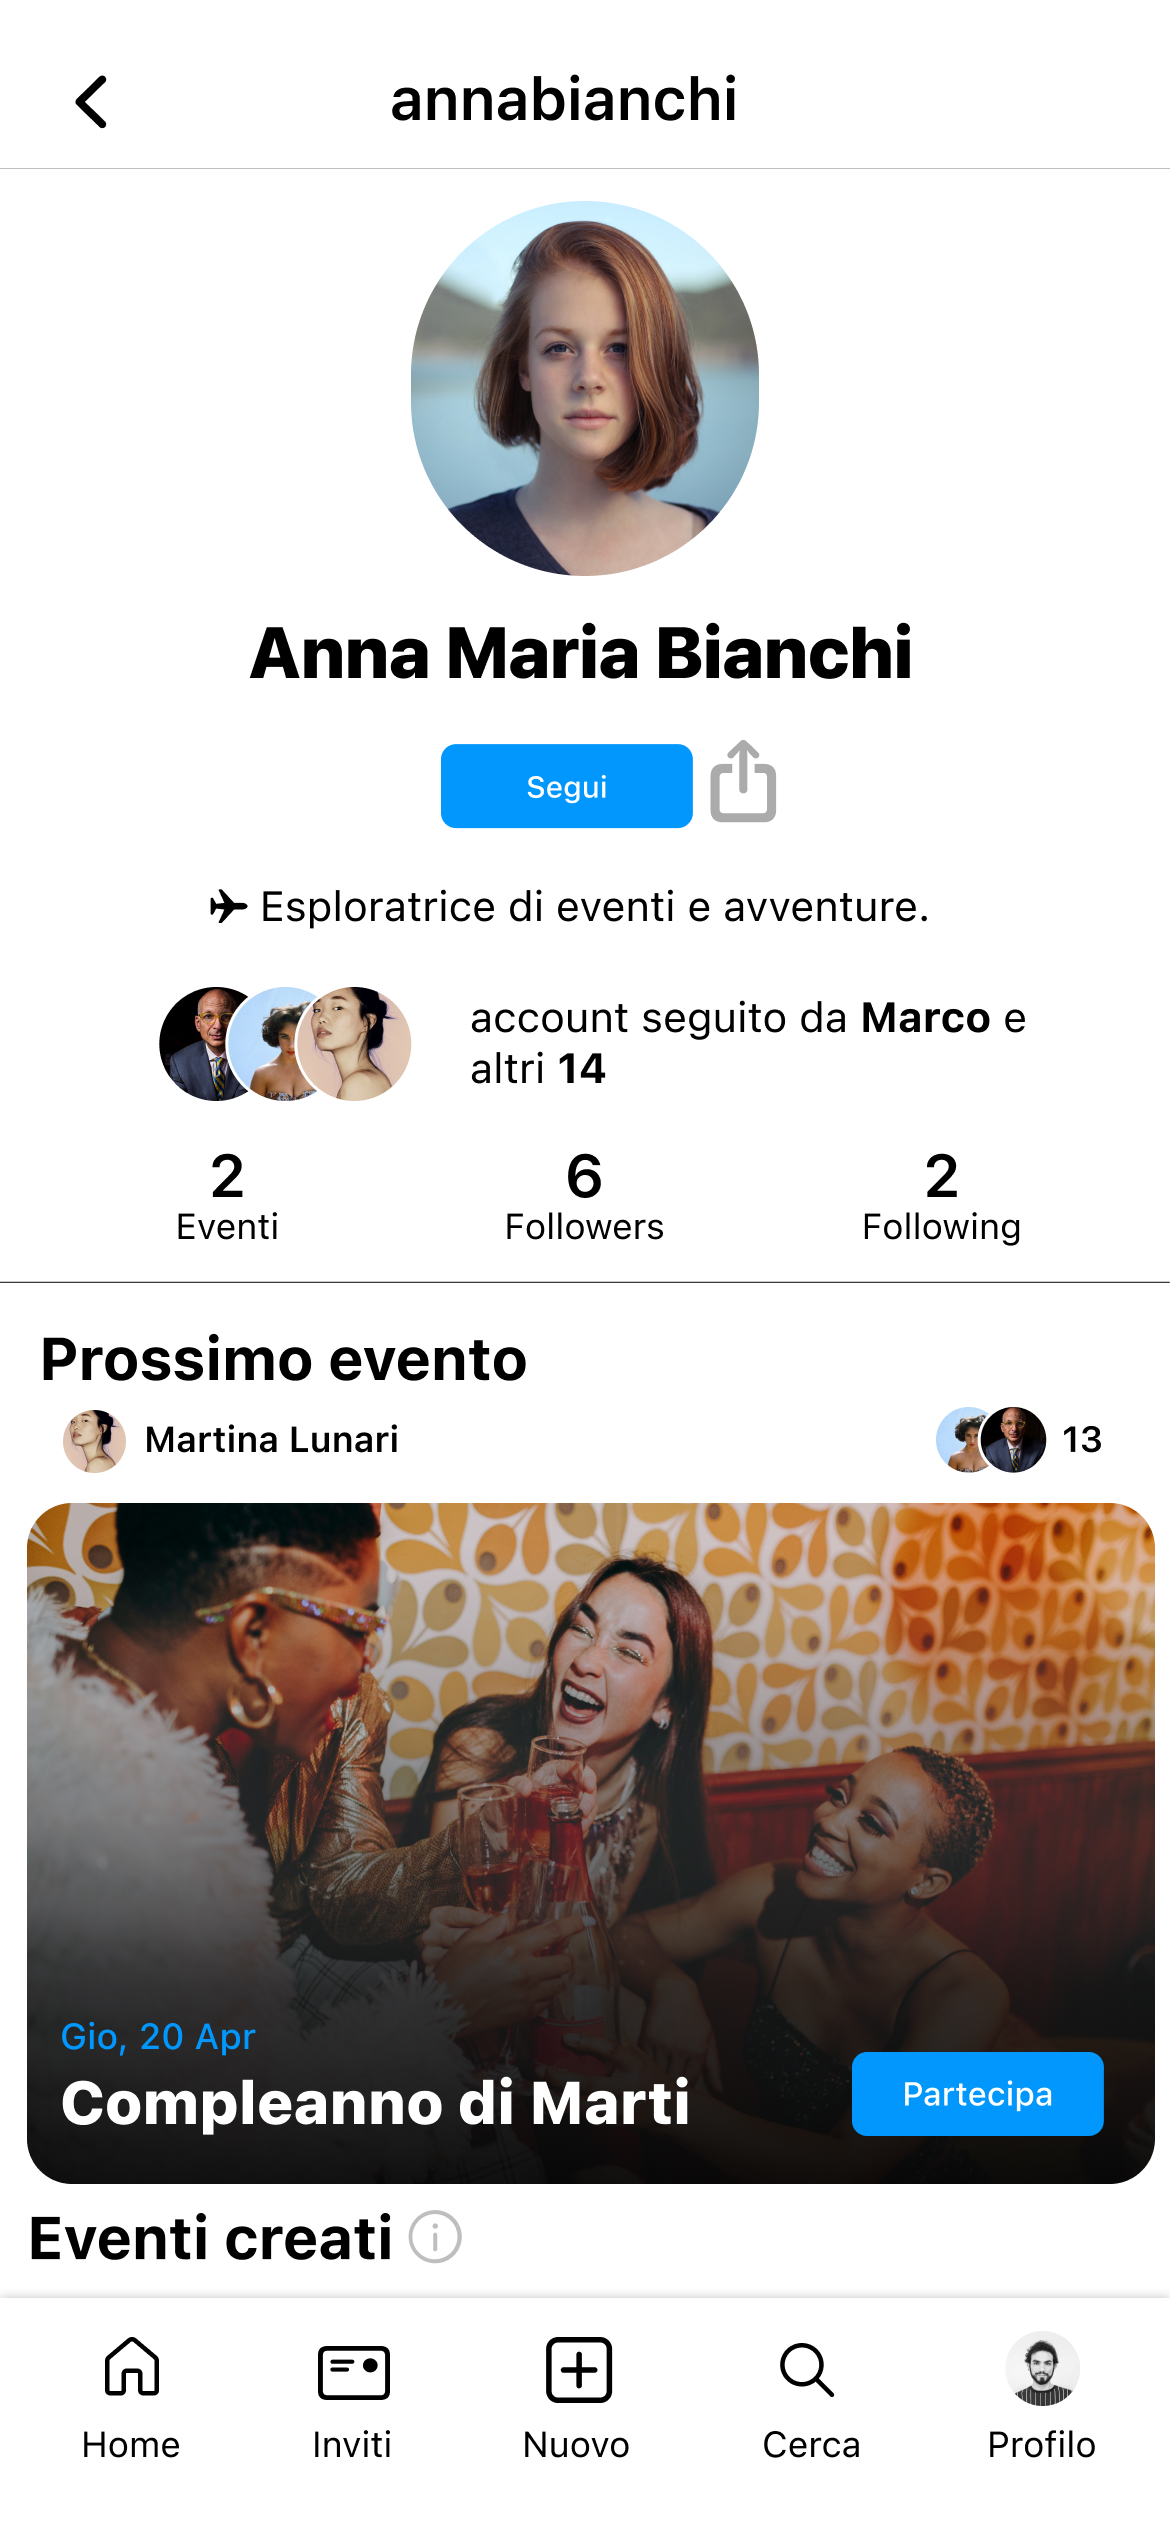 annabianchi
Anna Maria Bianchi
Segui
Esploratrice di eventi e avventure.
account seguito da Marco e
altri 14
2 6 2
Eventi Followers Following
Prossimo evento
Martina Lunari 13
Gio, 20 Apr
Compleanno di Marti
Partecipa
Eventi creati
Home Inviti Nuovo Cerca Profilo